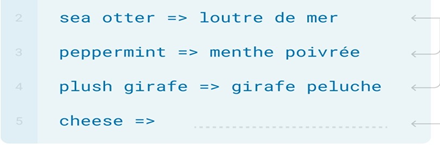 2 sea otter => loutre de mer
3 peppermint => menthe poivrée
4 plush girafe => girafe peluche
5 cheese =>